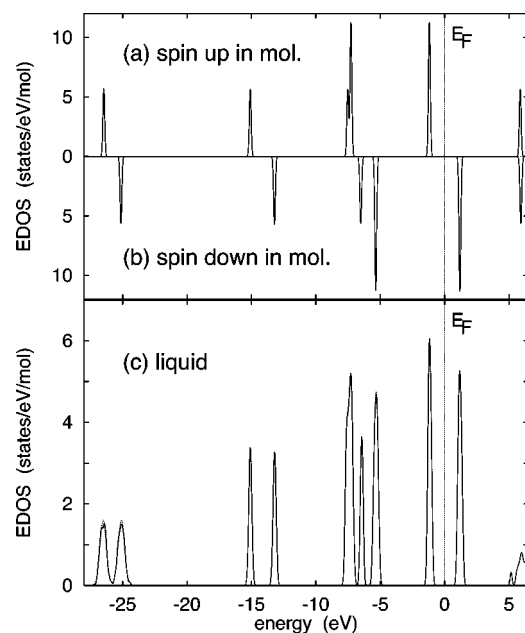 10
5
0
5
10
EDOS (states/eV/mol)
(a) spin up in mol.
E_F
(b) spin down in mol.
6
4
2
0
EDOS (states/eV/mol)
(c) liquid
E_F
-25 -20 -15 -10 -5 0 5
energy (eV)